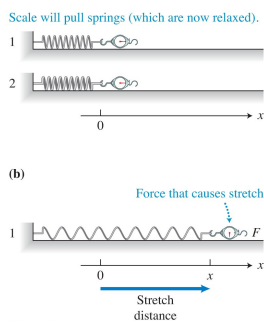 Scale will pull springs (which are now relaxed).
1
2
x
0
(b)
Force that causes stretch
1
F
x
0 x
Stretch
distance